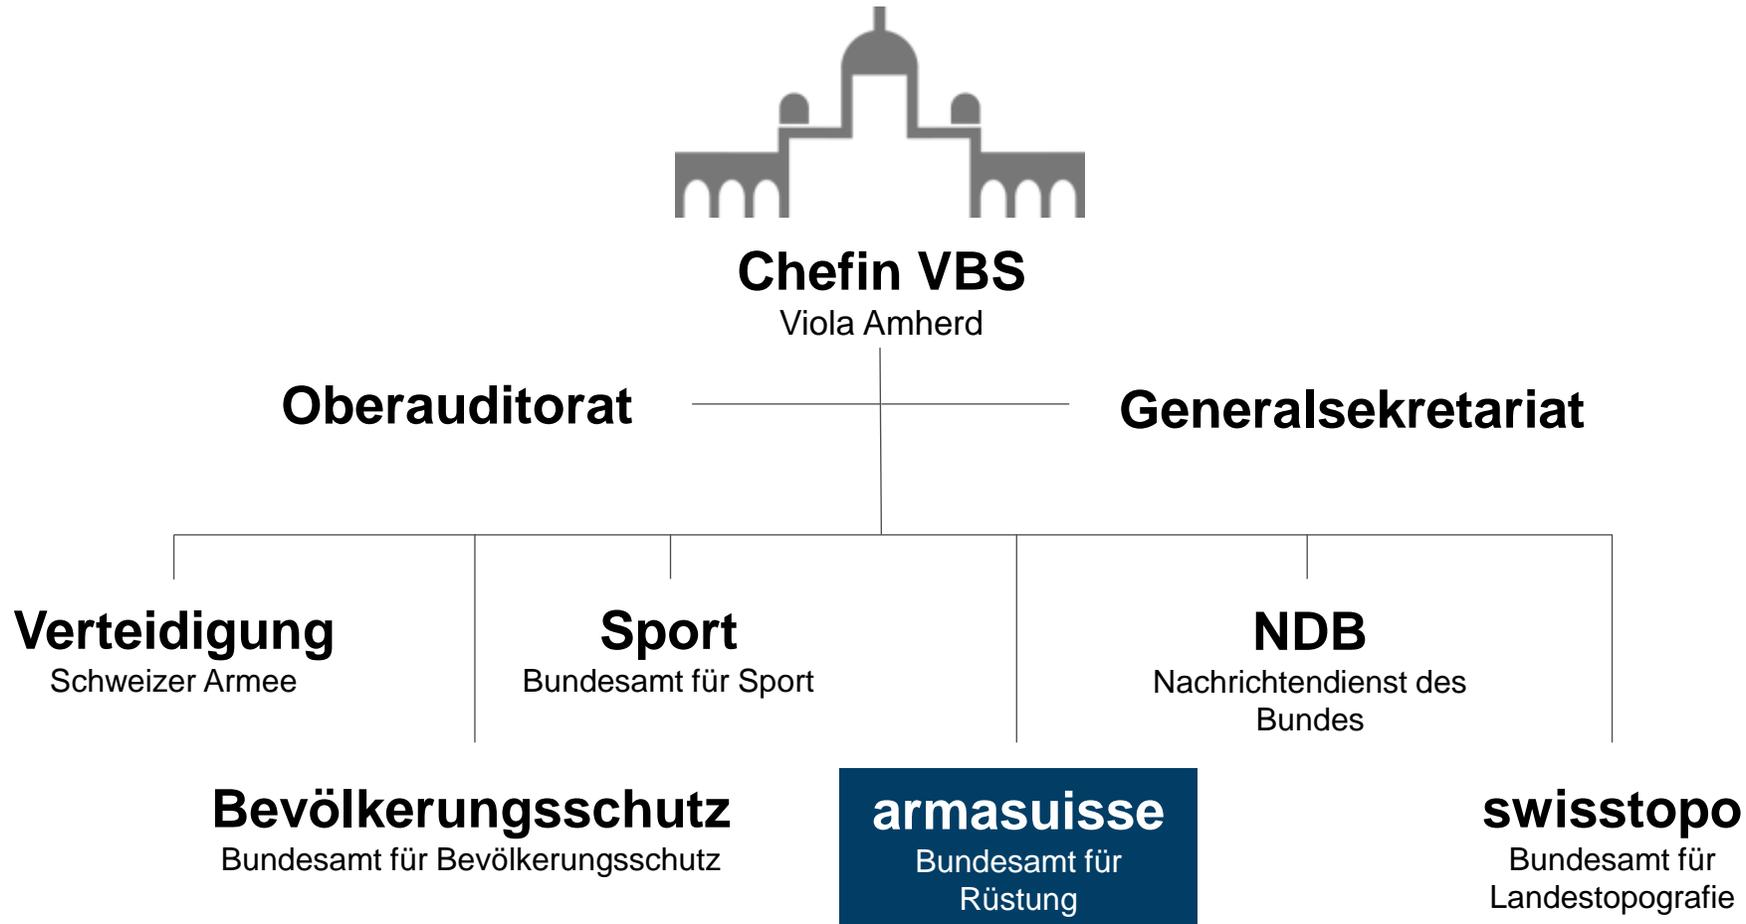 Chefin VBS
Viola Amherd
Oberauditorat
Generalsekretariat
Verteidigung
Schweizer Armee
Sport
Bundesamt für Sport
NDB
Nachrichtendienst des
Bundes
Bevölkerungsschutz
Bundesamt für Bevölkerungsschutz
armasuisse
Bundesamt für
Rüstung
swisstopo
Bundesamt für
Landestopografie